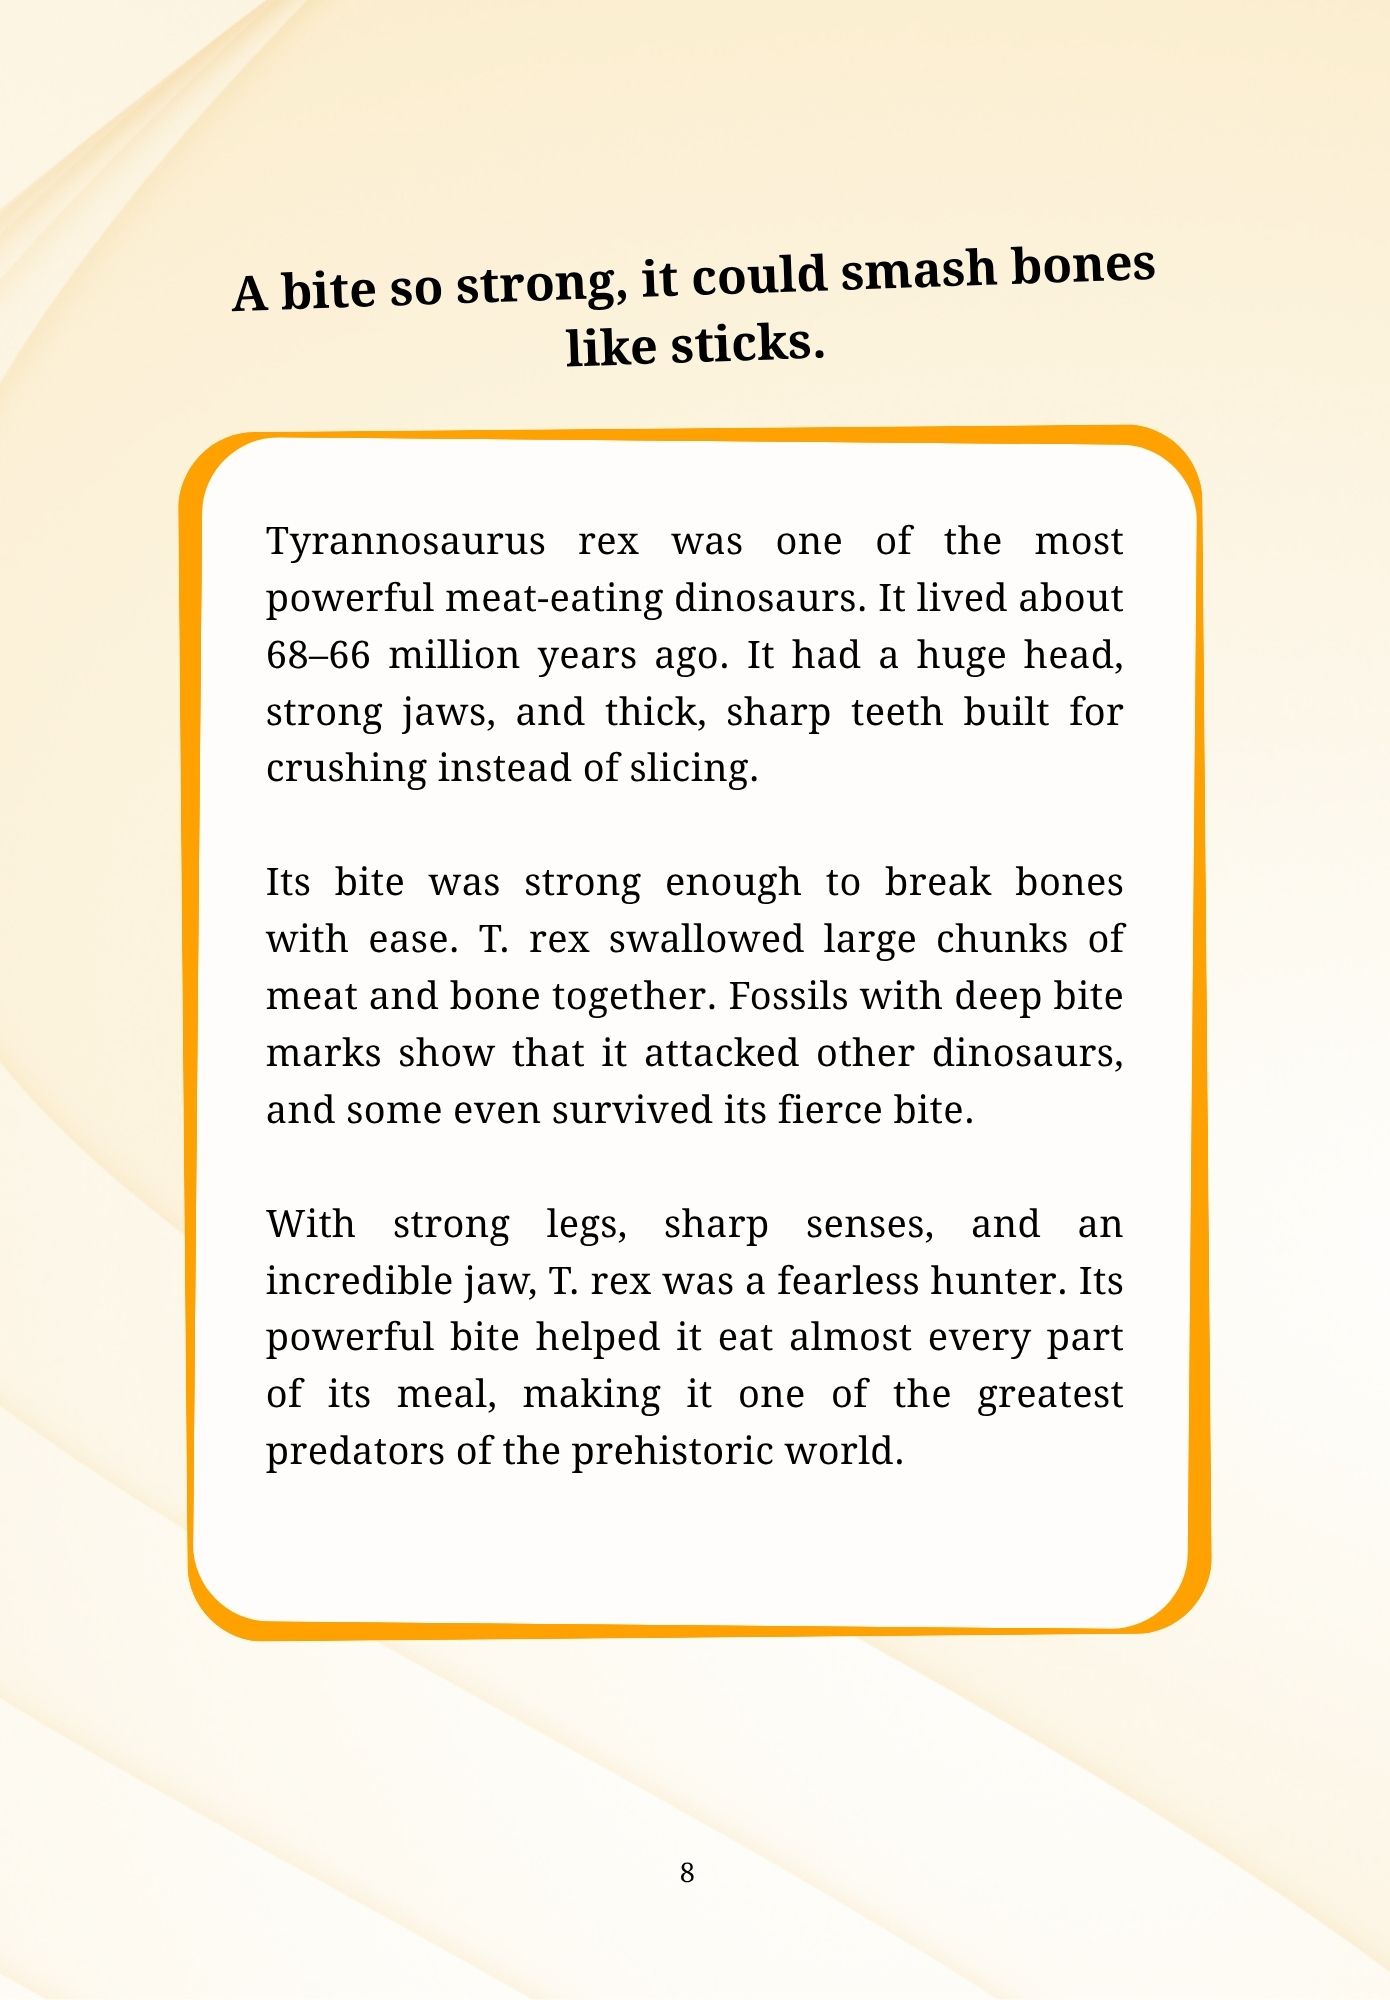 A bite so strong, it could smash bones
like sticks.
Tyrannosaurus rex was one of the most
powerful meat-eating dinosaurs. It lived about
68–66 million years ago. It had a huge head,
strong jaws, and thick, sharp teeth built for
crushing instead of slicing.
Its bite was strong enough to break bones
with ease. T. rex swallowed large chunks of
meat and bone together. Fossils with deep bite
marks show that it attacked other dinosaurs,
and some even survived its fierce bite.
With strong legs, sharp senses, and an
incredible jaw, T. rex was a fearless hunter. Its
powerful bite helped it eat almost every part
of its meal, making it one of the greatest
predators of the prehistoric world.
8